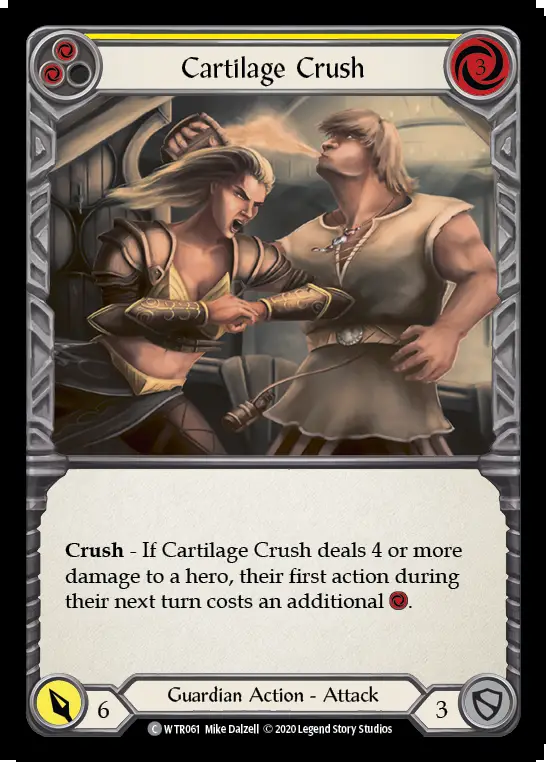 Cartilage Crush
3
Crush - If Cartilage Crush deals 4 or more
damage to a hero, their first action during
their next turn costs an additional .
6
Guardian Action - Attack
3
C WTR061 Mike Dalzell © 2020 Legend Story Studios